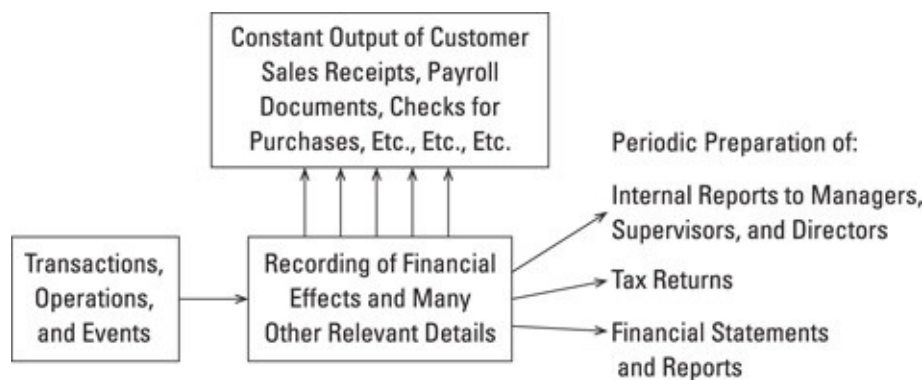 Constant Output of Customer
Sales Receipts, Payroll
Documents, Checks for
Purchases, Etc., Etc., Etc.
Periodic Preparation of:
Internal Reports to Managers,
Supervisors, and Directors
Transactions,
Operations,
and Events
Recording of Financial
Effects and Many
Other Relevant Details
Tax Returns
Financial Statements
and Reports